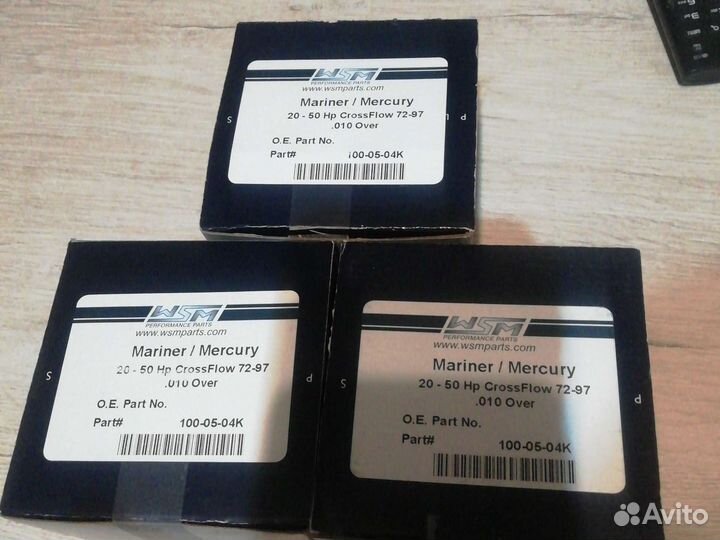 WSM
PERFORMANCE PARTS
www.wsmparts.com
Mariner / Mercury
20 - 50 Hp CrossFlow 72-97
.010 Over
O.E. Part No.
Part# 100-05-04K
S
WSM
PERFORMANCE PARTS
www.wsmparts.com
Mariner / Mercury
20 - 50 Hp CrossFlow 72-97
.010 Over
O.E. Part No.
Part# 100-05-04K
S
P
WSM
PERFORMANCE PARTS
www.wsmparts.com
Mariner / Mercury
20 - 50 Hp CrossFlow 72-97
.010 Over
O.E. Part No.
Part# 100-05-04K
S
P
Avito